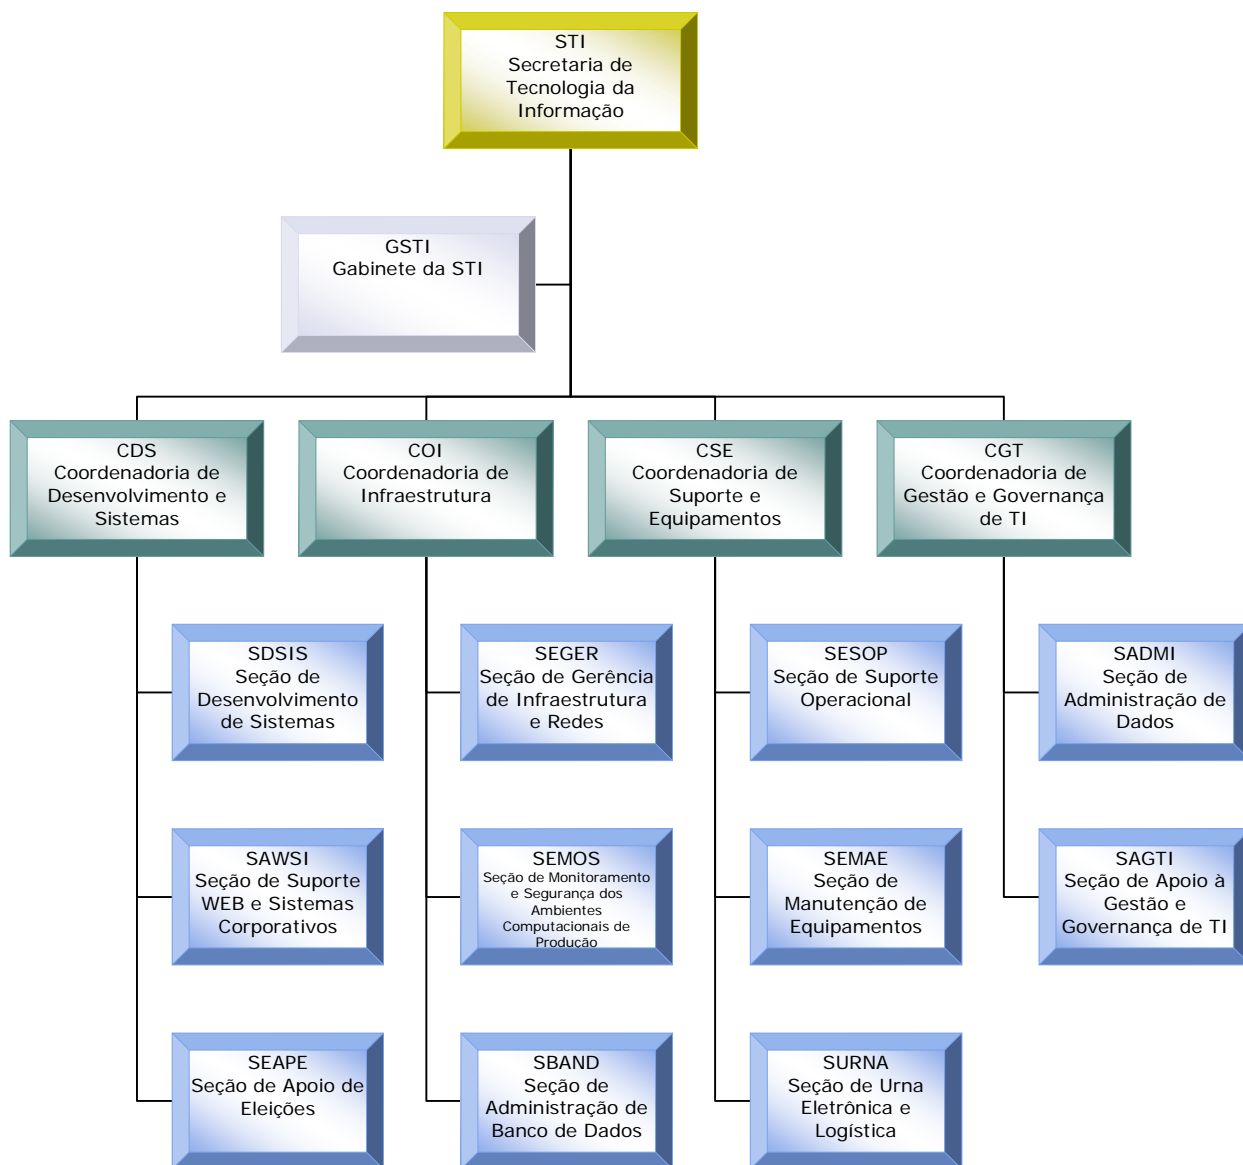 STI
Secretaria de
Tecnologia da
Informação
GSTI
Gabinete da STI
CDS
Coordenadoria de
Desenvolvimento e
Sistemas
COI
Coordenadoria de
Infraestrutura
CSE
Coordenadoria de
Suporte e
Equipamentos
CGT
Coordenadoria de
Gestão e Governança
de TI
SDSIS
Seção de
Desenvolvimento
de Sistemas
SEGER
Seção de Gerência
de Infraestrutura
e Redes
SESOP
Seção de Suporte
Operacional
SADMI
Seção de
Administração de
Dados
SAWSI
Seção de Suporte
WEB e Sistemas
Corporativos
SEMOS
Seção de Monitoramento
e Segurança dos
Ambientes
Computacionais de
Produção
SEMAE
Seção de
Manutenção de
Equipamentos
SAGTI
Seção de Apoio à
Gestão e
Governança de TI
SEAPE
Seção de Apoio de
Eleições
SBAND
Seção de
Administração de
Banco de Dados
SURNA
Seção de Urna
Eletrônica e
Logística